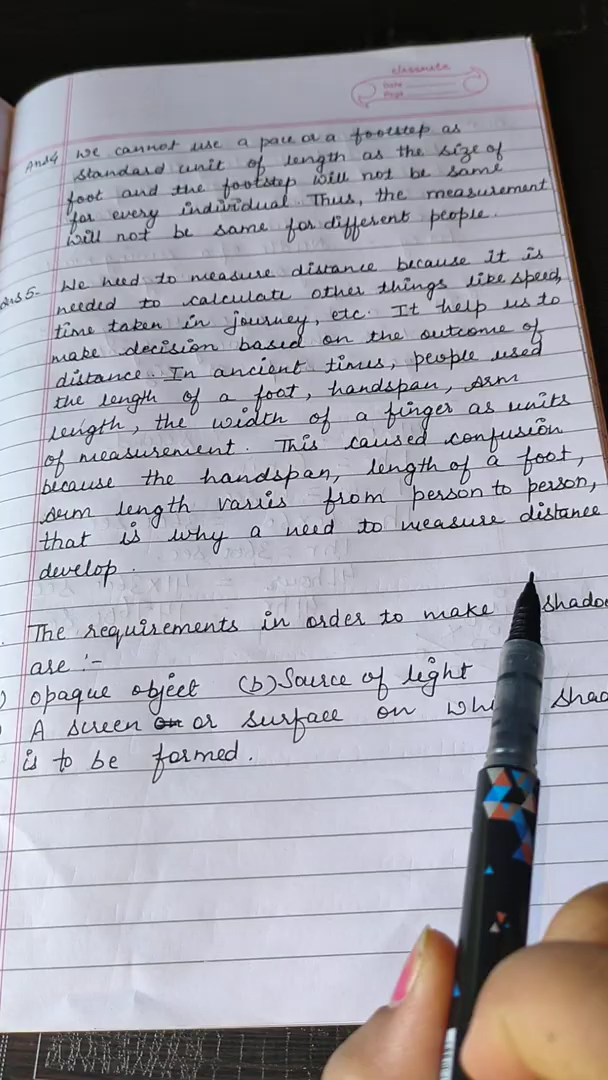 classmate
Date
Page
Ans4 We cannot use a pace or a footstep as
standard unit of length as the size of
foot and the footstep will not be same
for every individual. Thus, the measurement
will not be same for different people.
Ans 5- We need to measure distance because it is
needed to calculate other things like speed,
time taken in journey, etc. It help us to
make decision based on the outcome of
distance. In ancient times, people used
the length of a foot, handspan, arm
length, the width of a finger as units
of measurement. This caused confusion
because the handspan, length of a foot,
arm length varies from person to person,
that is why a need to measure distance
develop.
The requirements in order to make shadow
are :-
opaque object (b) Source of light
A screen or surface on shad
is to be formed.